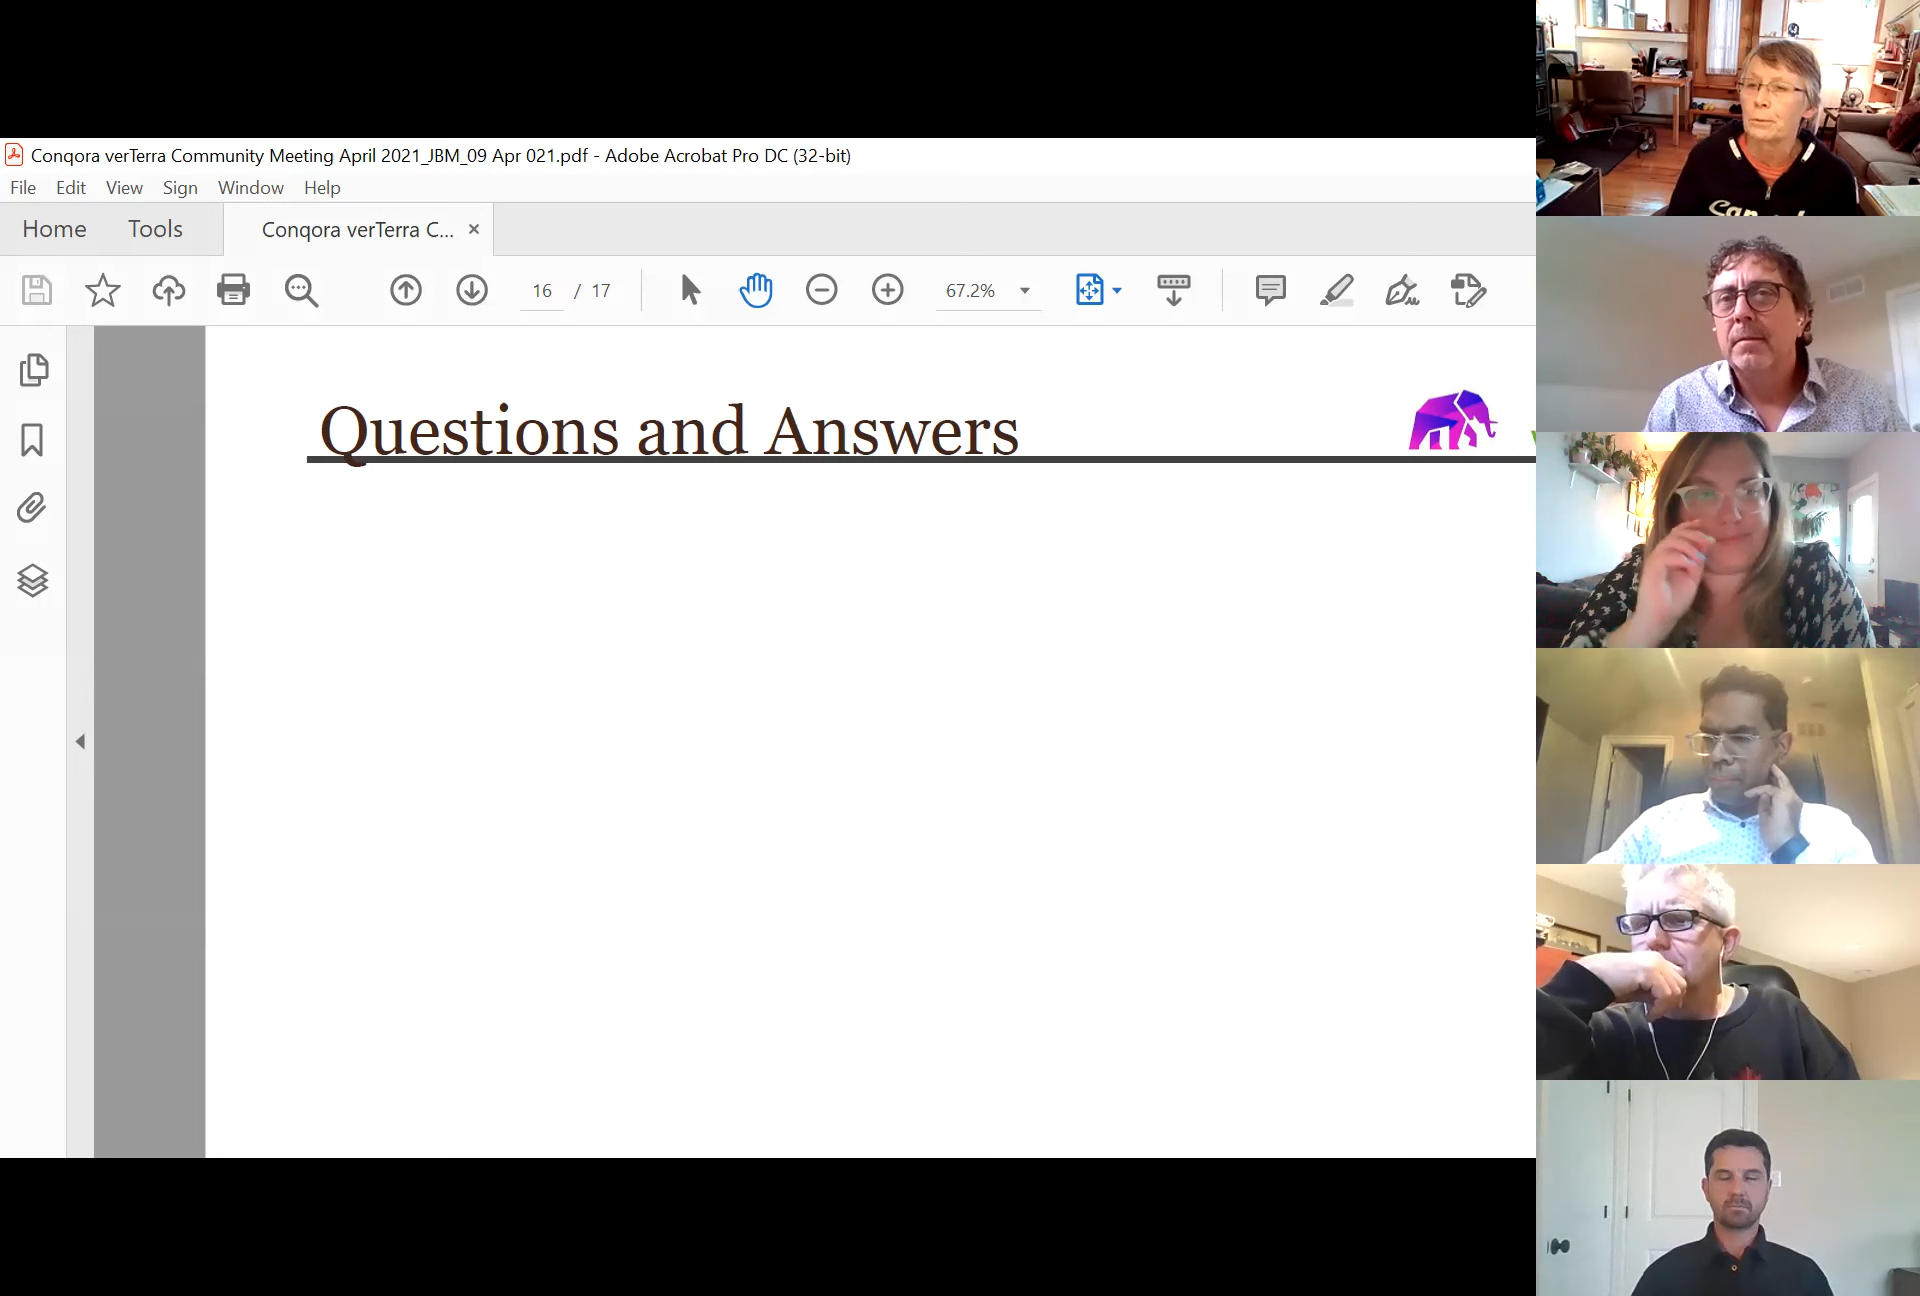 Conqora verTerra Community Meeting April 2021_JBM_09 Apr 021.pdf - Adobe Acrobat Pro DC (32-bit)
File Edit View Sign Window Help
Home Tools Conqora verTerra C... ×
16 / 17 67.2%
Questions and Answers